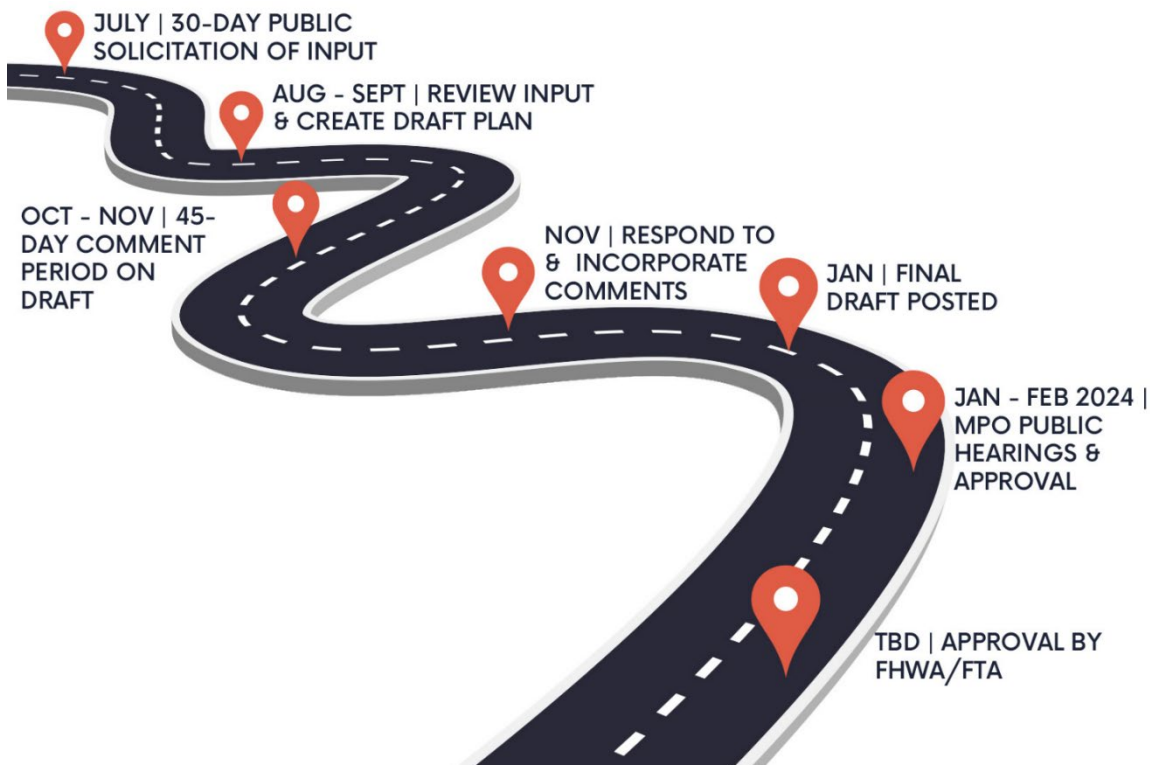 JULY | 30-DAY PUBLIC
SOLICITATION OF INPUT
AUG - SEPT | REVIEW INPUT
& CREATE DRAFT PLAN
OCT - NOV | 45-
DAY COMMENT
PERIOD ON
DRAFT
NOV | RESPOND TO
& INCORPORATE
COMMENTS
JAN | FINAL
DRAFT POSTED
JAN - FEB 2024 |
MPO PUBLIC
HEARINGS &
APPROVAL
TBD | APPROVAL BY
FHWA/FTA